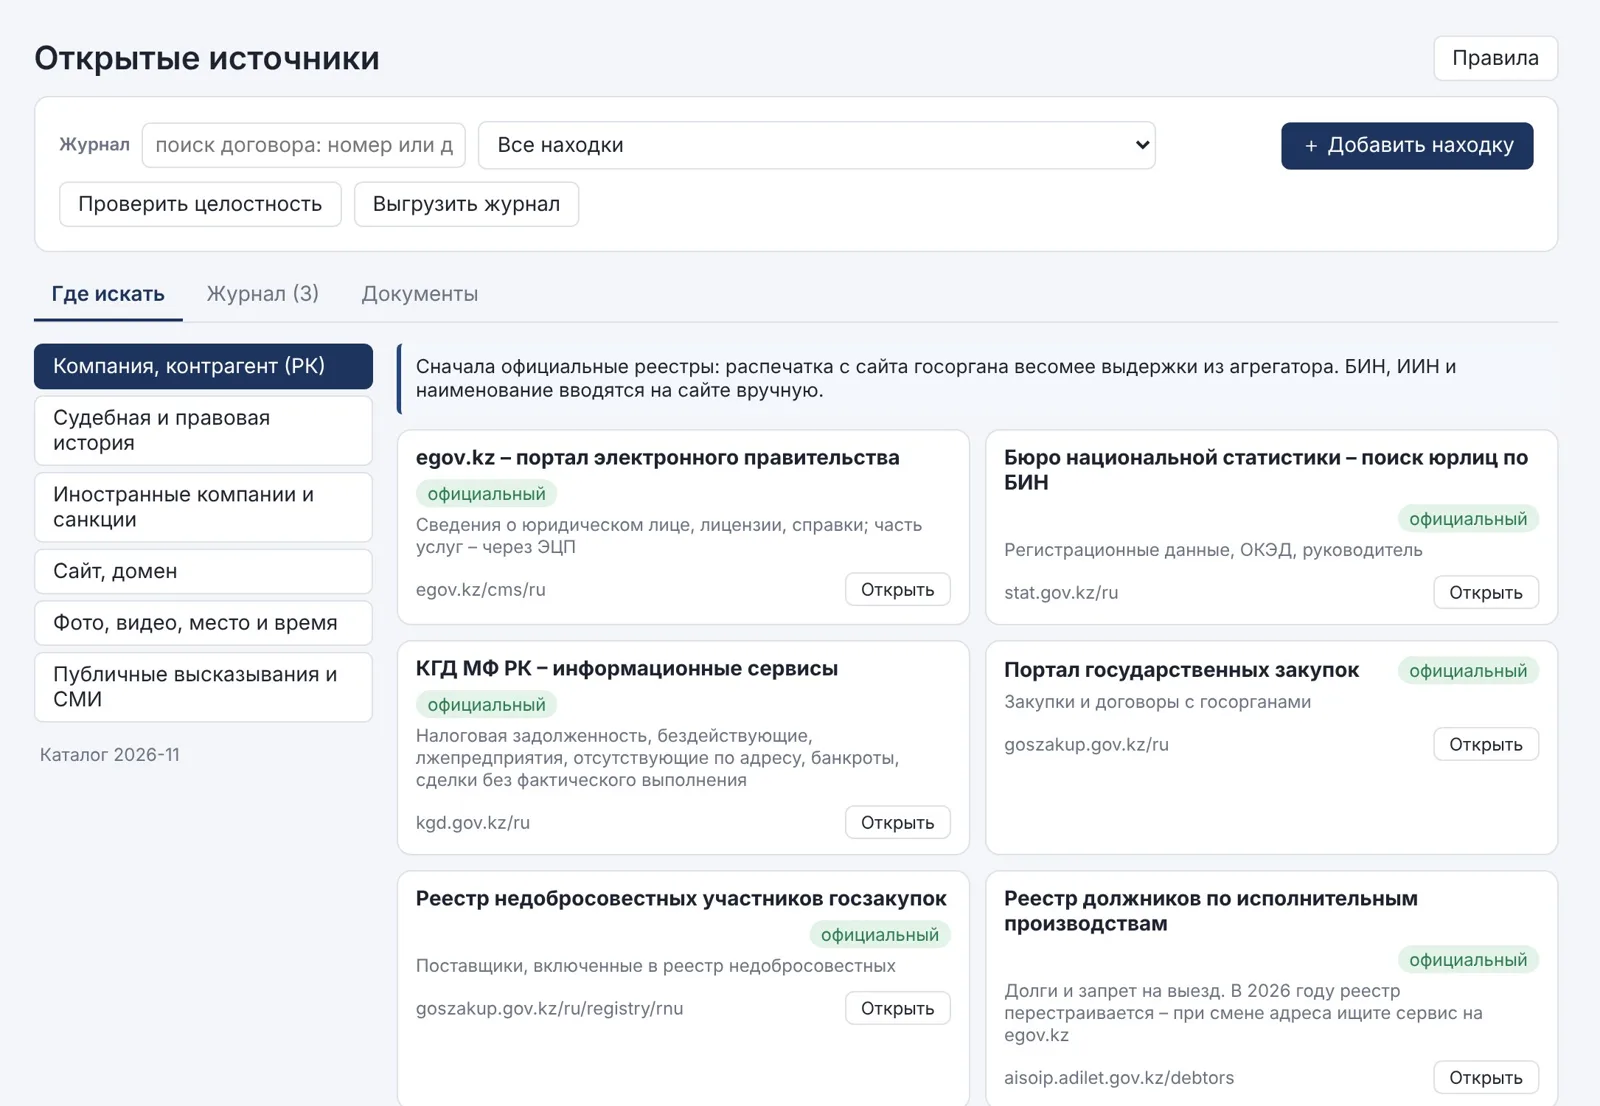 Открытые источники
Правила
Журнал
поиск договора: номер или д
Все находки
+ Добавить находку
Проверить целостность
Выгрузить журнал
Где искать
Журнал (3)
Документы
Компания, контрагент (РК)
Судебная и правовая
история
Иностранные компании и
санкции
Сайт, домен
Фото, видео, место и время
Публичные высказывания и
СМИ
Каталог 2026-11
Сначала официальные реестры: распечатка с сайта госоргана весомее выдержки из агрегатора. БИН, ИИН и
наименование вводятся на сайте вручную.
egov.kz – портал электронного правительства
официальный
Сведения о юридическом лице, лицензии, справки; часть
услуг – через ЭЦП
egov.kz/cms/ru
Открыть
Бюро национальной статистики – поиск юрлиц по
БИН
официальный
Регистрационные данные, ОКЭД, руководитель
stat.gov.kz/ru
Открыть
КГД МФ РК – информационные сервисы
официальный
Налоговая задолженность, бездействующие,
лжепредприятия, отсутствующие по адресу, банкроты,
сделки без фактического выполнения
kgd.gov.kz/ru
Открыть
Портал государственных закупок
официальный
Закупки и договоры с госорганами
goszakup.gov.kz/ru
Открыть
Реестр недобросовестных участников госзакупок
официальный
Поставщики, включенные в реестр недобросовестных
goszakup.gov.kz/ru/registry/rnu
Открыть
Реестр должников по исполнительным
производствам
официальный
Долги и запрет на выезд. В 2026 году реестр
перестраивается – при смене адреса ищите сервис на
egov.kz
aisoip.adilet.gov.kz/debtors
Открыть